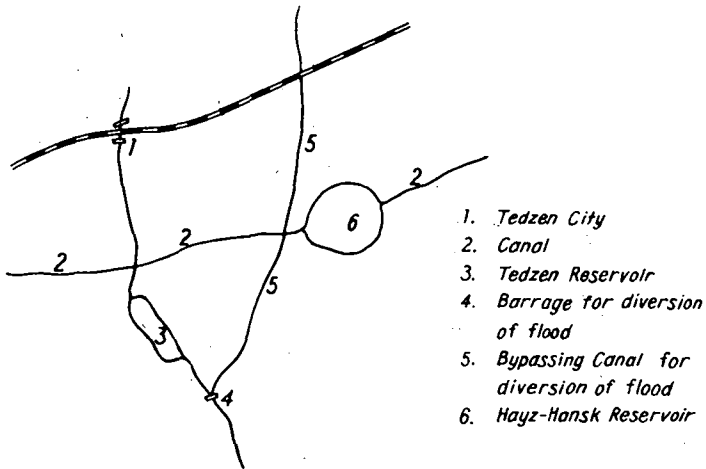 5
1
2
6
2
2
5
3
4
1. Tedzen City
2. Canal
3. Tedzen Reservoir
4. Barrage for diversion
of flood
5. Bypassing Canal for
diversion of flood
6. Hayz-Hansk Reservoir